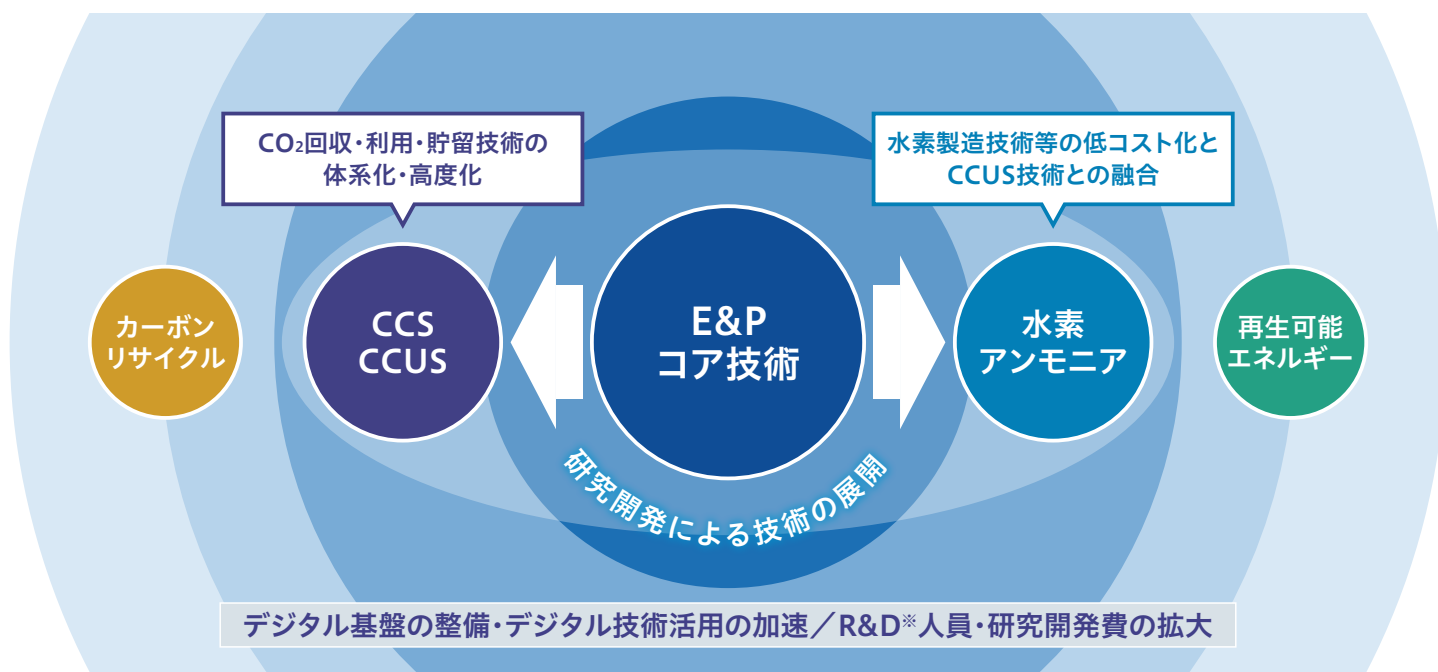 CO₂回収・利用・貯留技術の
体系化・高度化
水素製造技術等の低コスト化と
CCUS技術との融合
カーボン
リサイクル
CCS
CCUS
E&P
コア技術
水素
アンモニア
再生可能
エネルギー
研究開発による技術の展開
デジタル基盤の整備・デジタル技術活用の加速／R&D※人員・研究開発費の拡大